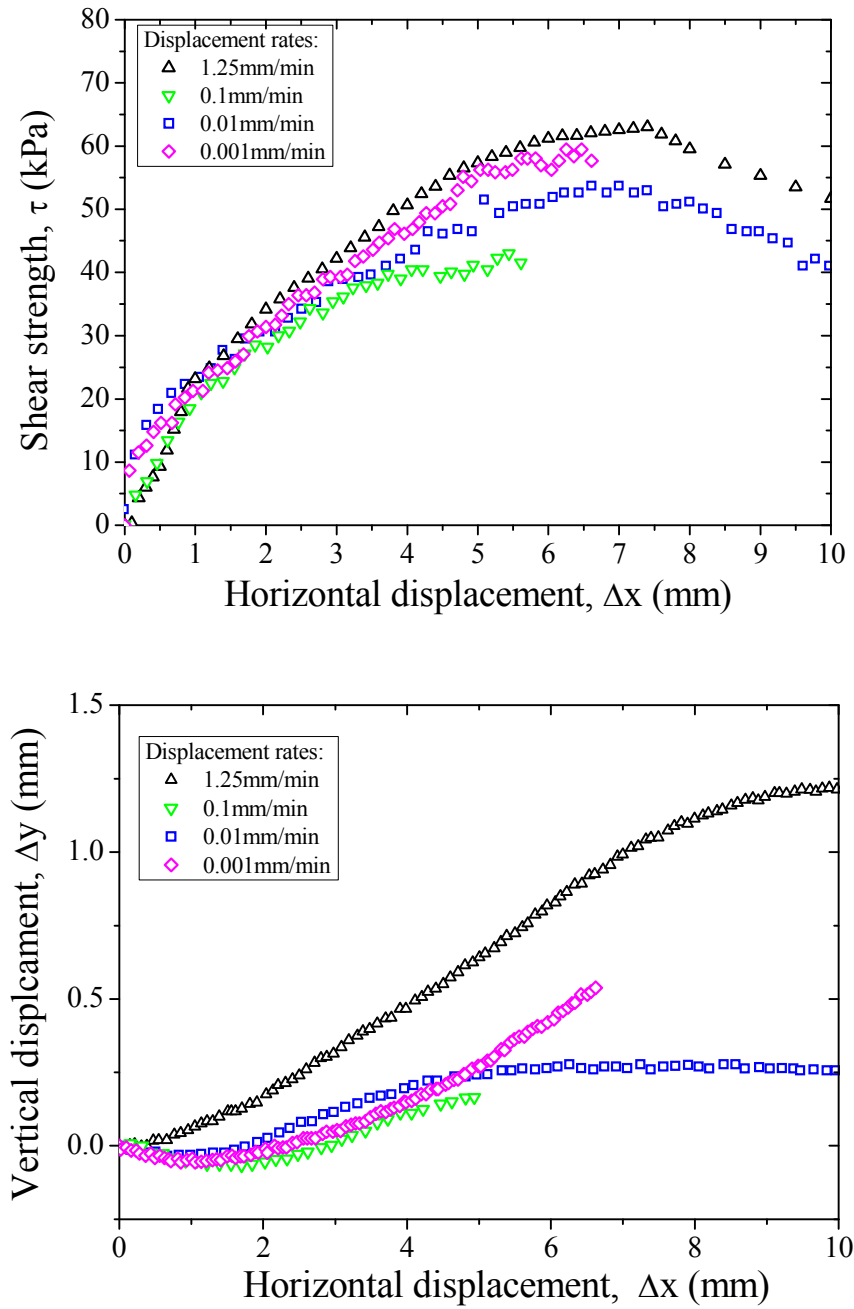 80
70
60
50
40
30
20
10
0
Shear strength, τ (kPa)
Displacement rates:
1.25mm/min
0.1mm/min
0.01mm/min
0.001mm/min
0 1 2 3 4 5 6 7 8 9 10
Horizontal displacement, Δx (mm)
1.5
1.0
0.5
0.0
Vertical displcament, Δy (mm)
Displacement rates:
1.25mm/min
0.1mm/min
0.01mm/min
0.001mm/min
0 2 4 6 8 10
Horizontal displacement, Δx (mm)